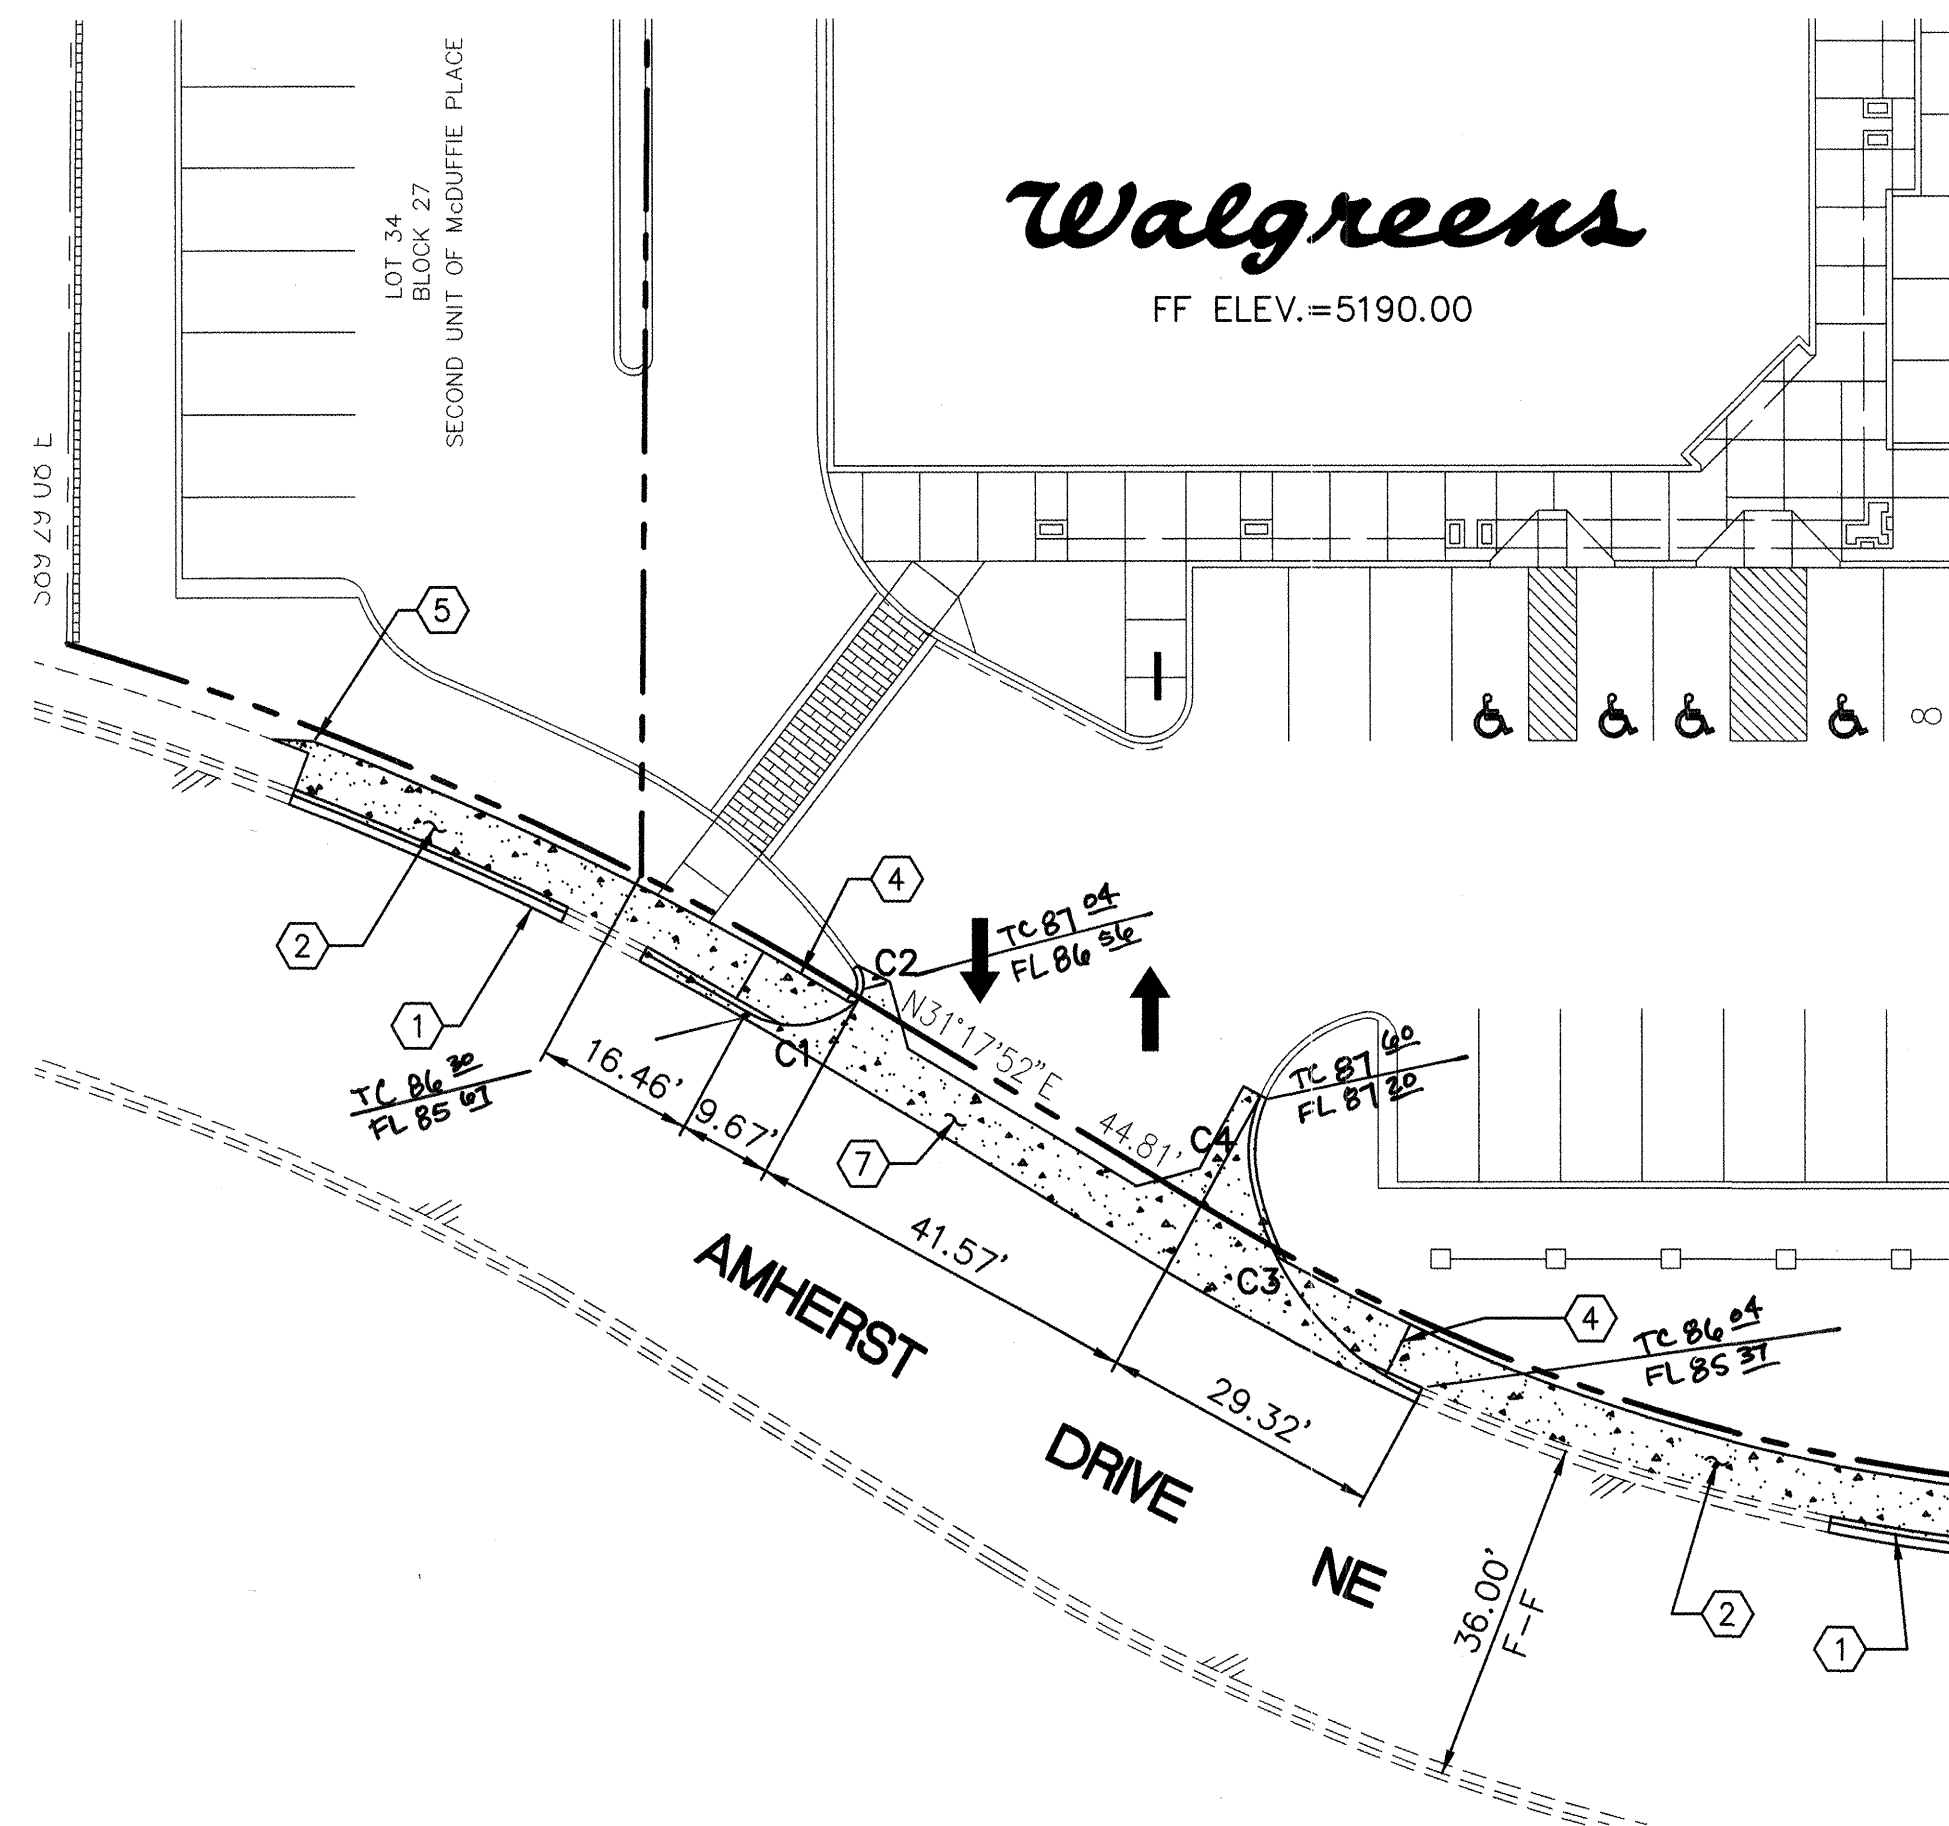 LOT 34
BLOCK 27
SECOND UNIT OF McDUFFIE PLACE
Walgreens
FF ELEV.=5190.00
5
8
4
TC 87 04
FL 86 56
C2
2
1
N31°17'52"E
44.81'
TC 87 60
FL 87 20
C4
C1
16.46'
TC 86 30
FL 85 67
9.67'
7
41.57'
C3
4
TC 86 04
FL 85 37
AMHERST
DRIVE
NE
29.32'
36.00'
F-F
2
1